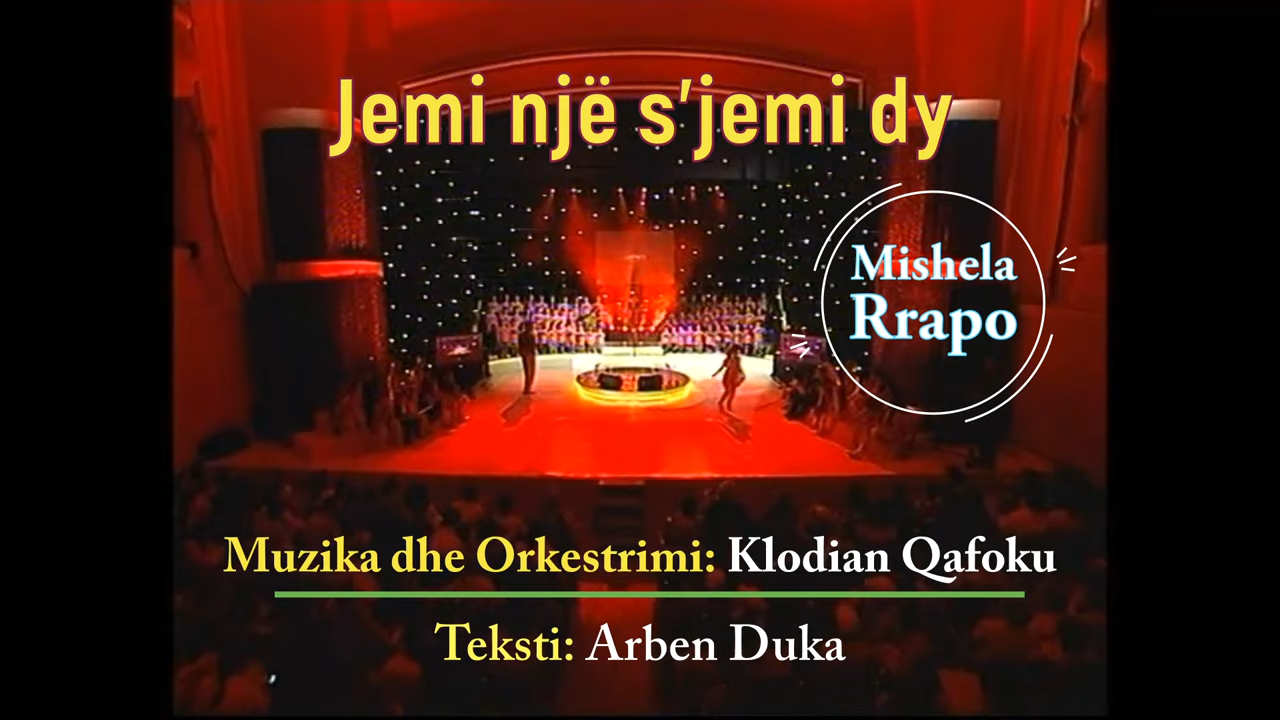 Jemi një s'jemi dy
Mishela
Rrapo
Muzika dhe Orkestrimi: Klodian Qafoku
Teksti: Arben Duka